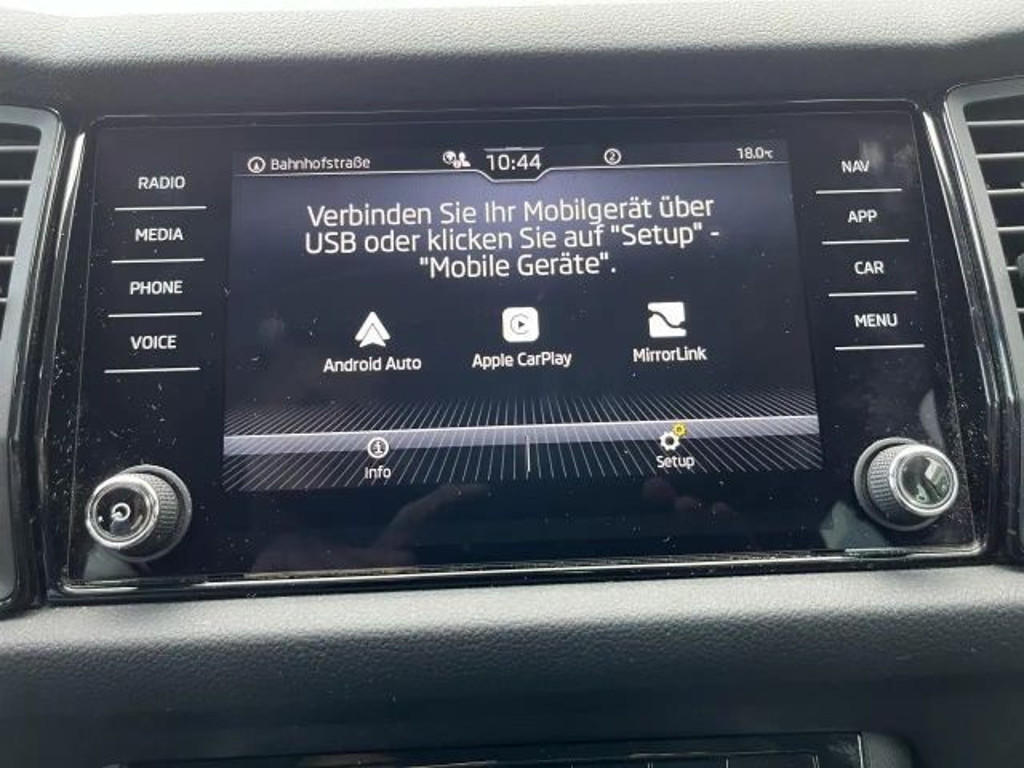 Bahnhofstraße
10:44
2
18.0°C
RADIO
MEDIA
PHONE
VOICE
NAV
APP
CAR
MENU
Verbinden Sie Ihr Mobilgerät über
USB oder klicken Sie auf "Setup" -
"Mobile Geräte".
Android Auto
Apple CarPlay
MirrorLink
Info
Setup